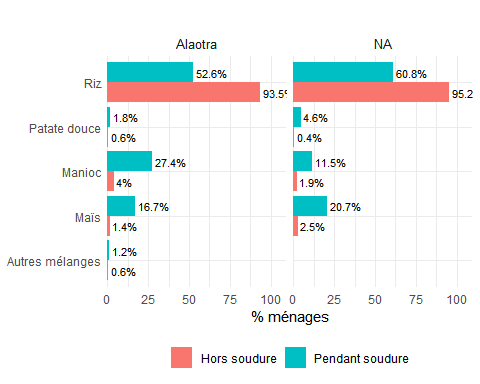 Alaotra NA
Riz 52.6% 60.8%
93.5% 95.2
Patate douce 1.8% 4.6%
0.6% 0.4%
Manioc 27.4% 11.5%
4% 1.9%
Maïs 16.7% 20.7%
1.4% 2.5%
Autres mélanges 1.2%
0.6%
0 25 50 75 100 0 25 50 75 100
% ménages
Hors soudure Pendant soudure